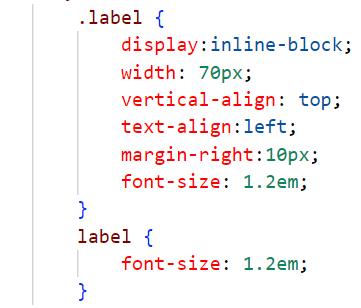 .label {
display:inline-block;
width: 70px;
vertical-align: top;
text-align:left;
margin-right:10px;
font-size: 1.2em;
}
label {
font-size: 1.2em;
}